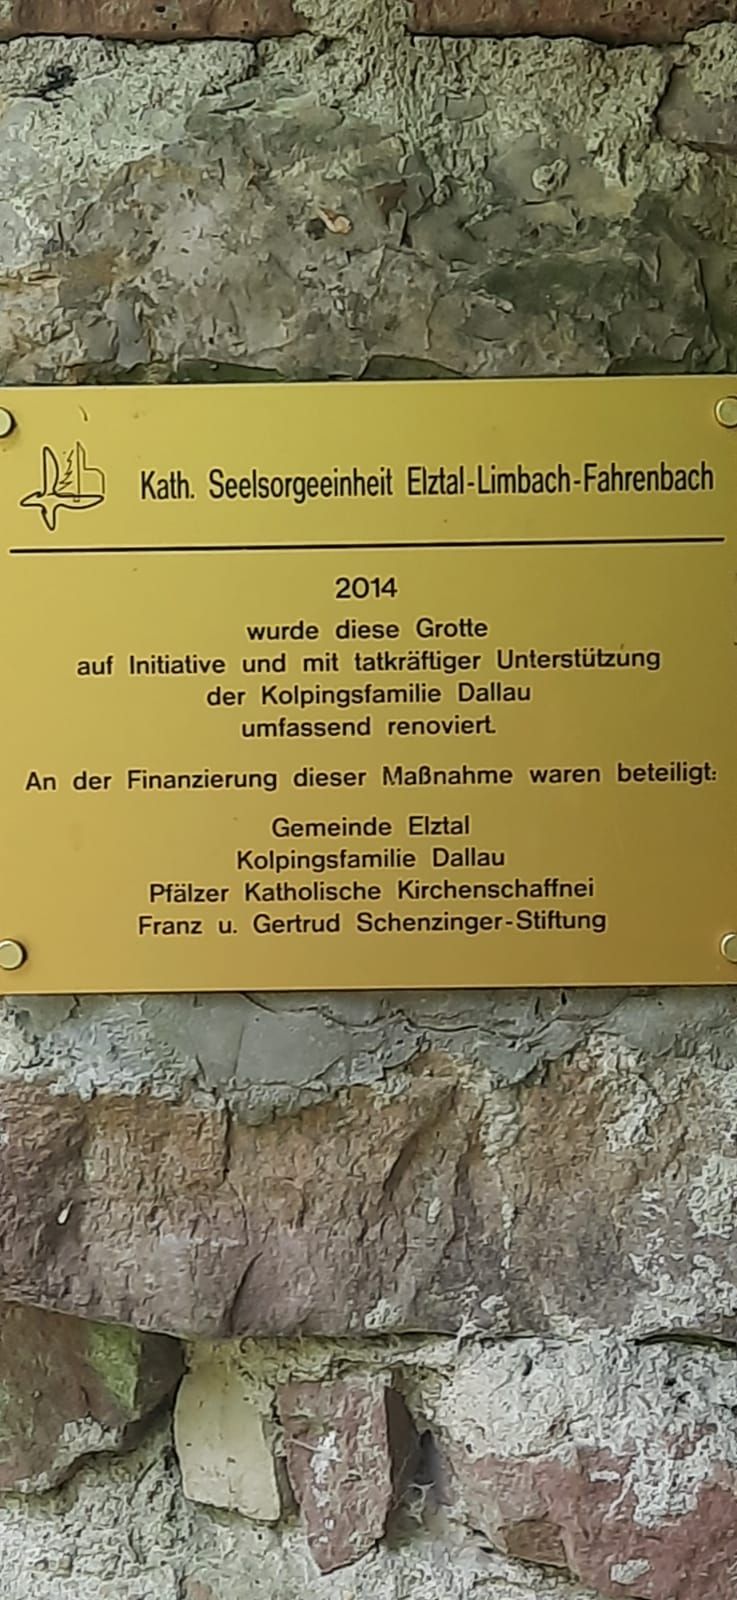 Kath. Seelsorgeeinheit Elztal-Limbach-Fahrenbach
2014
wurde diese Grotte
auf Initiative und mit tatkräftiger Unterstützung
der Kolpingsfamilie Dallau
umfassend renoviert.
An der Finanzierung dieser Maßnahme waren beteiligt:
Gemeinde Elztal
Kolpingsfamilie Dallau
Pfälzer Katholische Kirchenschaffnei
Franz u. Gertrud Schenzinger-Stiftung